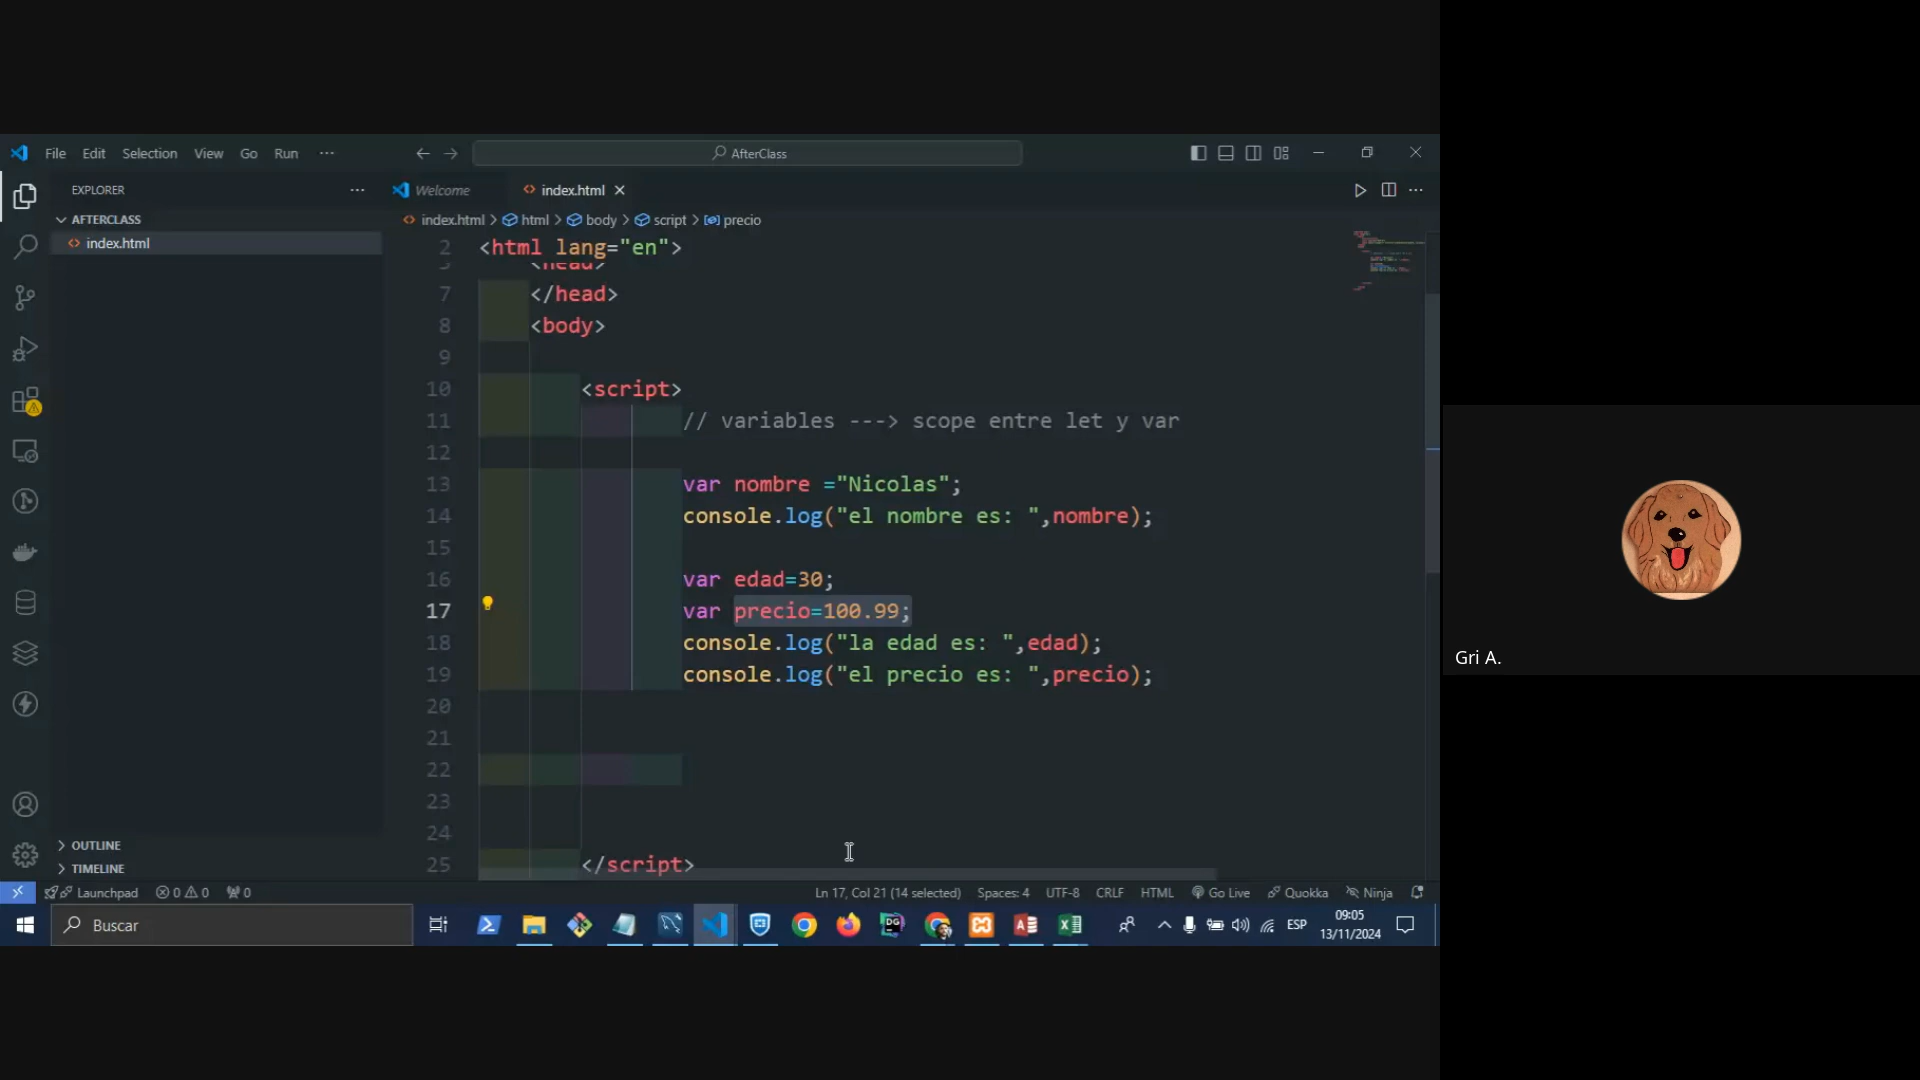 File Edit Selection View Go Run ··· AfterClass
EXPLORER ···
Welcome
index.html
AFTERCLASS
index.html
index.html > html > body > script > precio
2 <html lang="en">
<head>
7 </head>
8 <body>
9
10 <script>
11 // variables ---> scope entre let y var
12
13 var nombre ="Nicolas";
14 console.log("el nombre es: ",nombre);
15
16 var edad=30;
17 var precio=100.99;
18 console.log("la edad es: ",edad);
19 console.log("el precio es: ",precio);
20
21
22
23
24
25 </script>
OUTLINE
TIMELINE
Launchpad 0 0 0 Ln 17, Col 21 (14 selected) Spaces: 4 UTF-8 CRLF HTML Go Live Quokka Ninja
Buscar
DG
ESP
09:05
13/11/2024
Gri A.